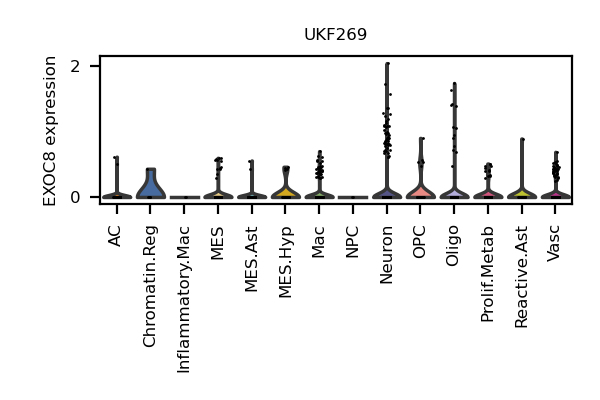 UKF269
EXOC8 expression
2
0
AC
Chromatin.Reg
Inflammatory.Mac
MES
MES.Ast
MES.Hyp
Mac
NPC
Neuron
OPC
Oligo
Prolif.Metab
Reactive.Ast
Vasc